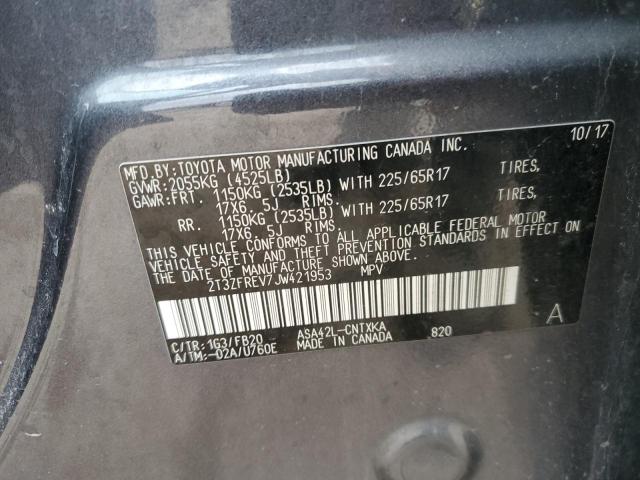 MFD.BY:TOYOTA MOTOR MANUFACTURING CANADA INC. 10/17
GVWR:2055KG (4525LB)
GAWR:FRT. 1150KG (2535LB) WITH 225/65R17 TIRES,
17X6. 5J RIMS.
RR. 1150KG (2535LB) WITH 225/65R17 TIRES,
17X6. 5J RIMS.
THIS VEHICLE CONFORMS TO ALL APPLICABLE FEDERAL MOTOR
VEHICLE SAFETY AND THEFT PREVENTION STANDARDS IN EFFECT ON
THE DATE OF MANUFACTURE SHOWN ABOVE.
2T3ZFREV7JW421953 MPV
A
C/TR:1G3/FB20 ASA42L-CNTXKA 820
A/TM:-02A/U760E MADE IN CANADA